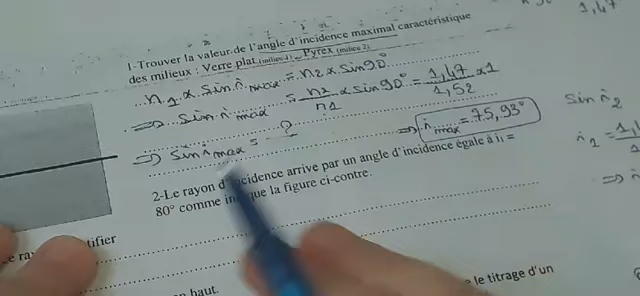 1,47
1-Trouver la valeur de l'angle d'incidence maximal caractéristique
des milieux : Verre plat (milieu 1) – Pyrex (milieu 2)
n1 x sin i max = n2 x sin 90°
=> sin i max = n2/n1 x sin 90° = 1,47/1,52 x 1
=> sin i max = ?
=> i max = 75,93°
sin i2
2-Le rayon d'incidence arrive par un angle d'incidence égale à i1 =
80° comme indique la figure ci-contre.
tifier
haut.
le titrage d'un